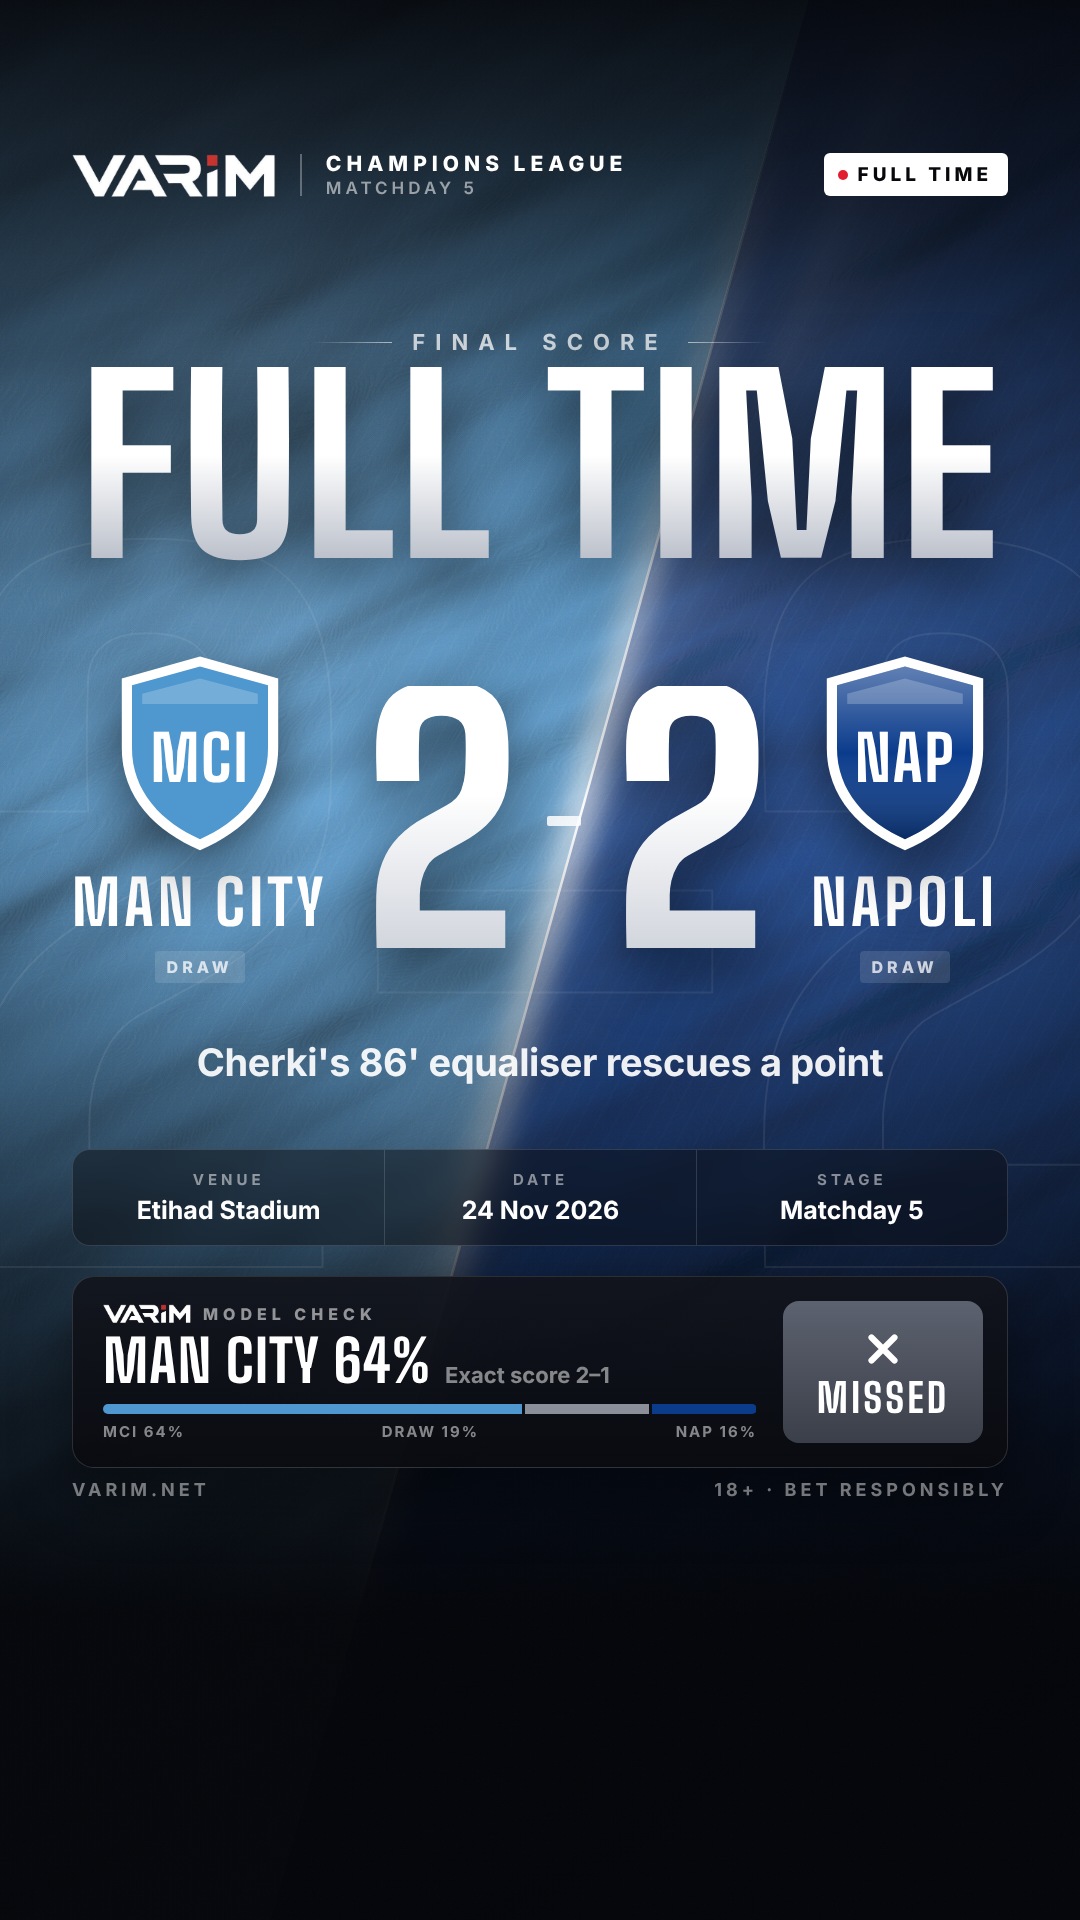 VARiM
CHAMPIONS LEAGUE
MATCHDAY 5
FULL TIME
FINAL SCORE
FULL TIME
MCI
2 - 2
NAP
MAN CITY
NAPOLI
DRAW
DRAW
Cherki's 86' equaliser rescues a point
VENUE
Etihad Stadium
DATE
24 Nov 2026
STAGE
Matchday 5
VARiM MODEL CHECK
MAN CITY 64% Exact score 2–1
MCI 64% DRAW 19% NAP 16%
MISSED
VARIM.NET
18+ · BET RESPONSIBLY